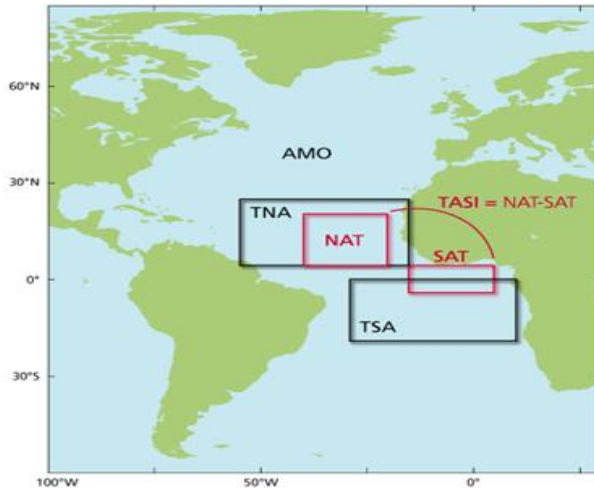 60°N
AMO
30°N
TASI = NAT-SAT
TNA
NAT
SAT
0°
TSA
30°S
100°W
50°W
0°